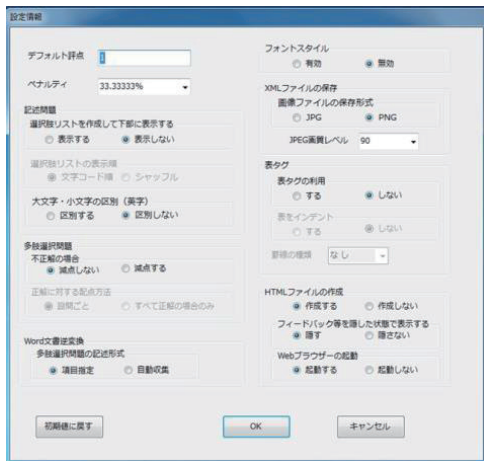 設定情報
デフォルト評点
1
ペナルティ
33.33333%
記述問題
選択肢リストを作成して下部に表示する
表示する
表示しない
選択肢リストの表示順
文字コード順
シャッフル
大文字・小文字の区別（英字）
区別する
区別しない
多肢選択問題
不正解の場合
減点しない
減点する
正解に対する配点方法
設問ごと
すべて正解の場合のみ
Word文書逆変換
多肢選択問題の記述形式
項目指定
自動収集
フォントスタイル
有効
無効
XMLファイルの保存
画像ファイルの保存形式
JPG
PNG
JPEG画質レベル
90
表タグ
表タグの利用
する
しない
表をインデント
する
しない
罫線の種類
なし
HTMLファイルの作成
作成する
作成しない
フィードバック等を隠した状態で表示する
隠す
隠さない
Webブラウザーの起動
起動する
起動しない
初期値に戻す
OK
キャンセル